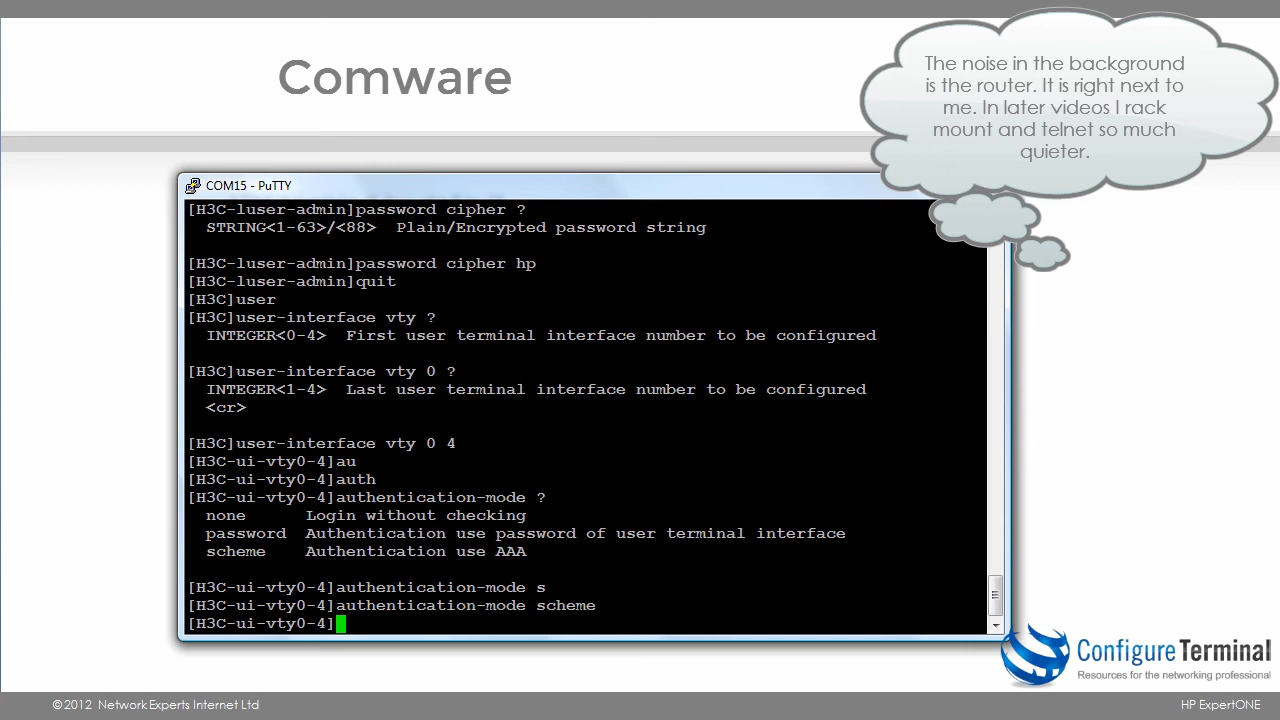 Comware
The noise in the background
is the router. It is right next to
me. In later videos I rack
mount and telnet so much
quieter.
COM15 - PuTTY
[H3C-luser-admin]password cipher ?
STRING<1-63>/<88>  Plain/Encrypted password string
[H3C-luser-admin]password cipher hp
[H3C-luser-admin]quit
[H3C]user
[H3C]user-interface vty ?
INTEGER<0-4>  First user terminal interface number to be configured
[H3C]user-interface vty 0 ?
INTEGER<1-4>  Last user terminal interface number to be configured
<cr>
[H3C]user-interface vty 0 4
[H3C-ui-vty0-4]au
[H3C-ui-vty0-4]auth
[H3C-ui-vty0-4]authentication-mode ?
none      Login without checking
password  Authentication use password of user terminal interface
scheme    Authentication use AAA
[H3C-ui-vty0-4]authentication-mode s
[H3C-ui-vty0-4]authentication-mode scheme
[H3C-ui-vty0-4]
Configure Terminal
Resources for the networking professional
©2012 Network Experts Internet Ltd
HP ExpertONE